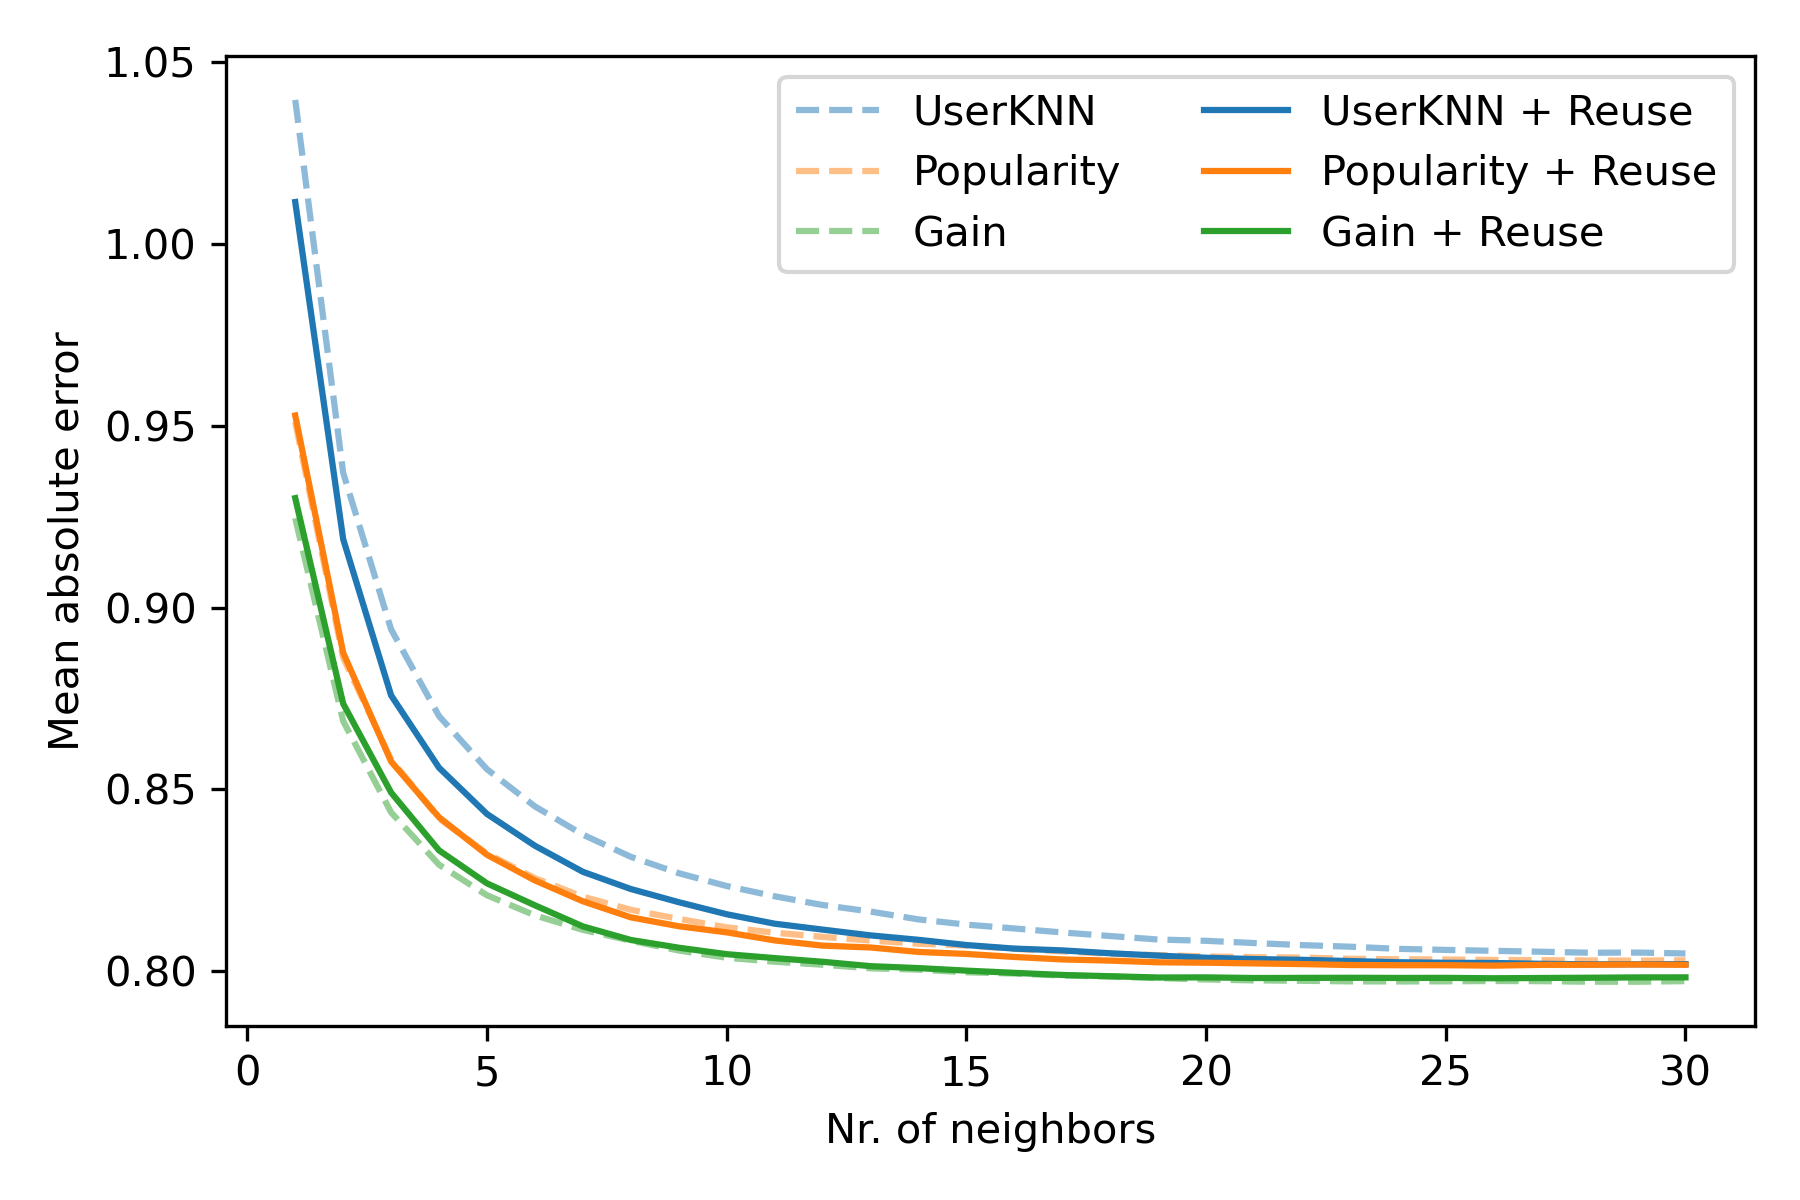 1.05
1.00
0.95
0.90
0.85
0.80
Mean absolute error
UserKNN
Popularity
Gain
UserKNN + Reuse
Popularity + Reuse
Gain + Reuse
0 5 10 15 20 25 30
Nr. of neighbors